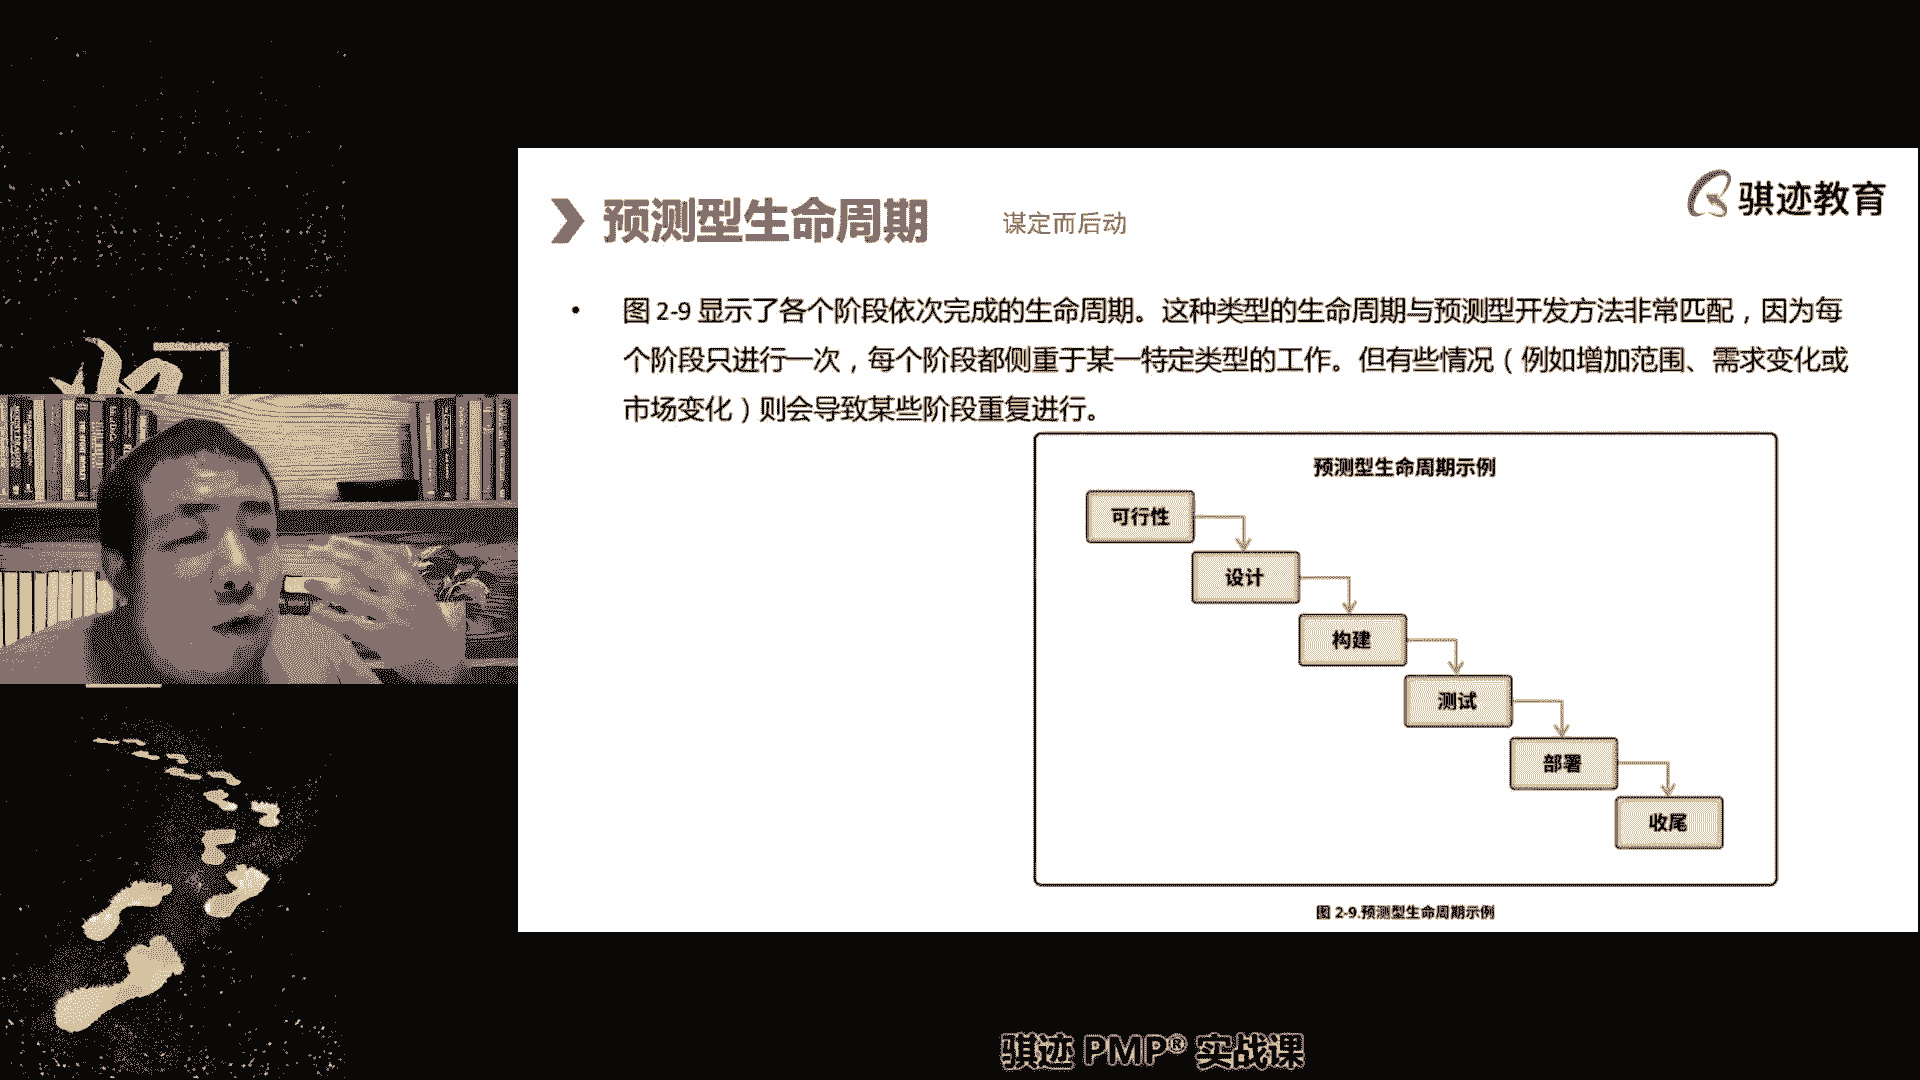 骐迹教育
预测型生命周期
谋定而后动
• 图 2-9 显示了各个阶段依次完成的生命周期。这种类型的生命周期与预测型开发方法非常匹配，因为每
个阶段只进行一次，每个阶段都侧重于某一特定类型的工作。但有些情况（例如增加范围、需求变化或
市场变化）则会导致某些阶段重复进行。
预测型生命周期示例
可行性
设计
构建
测试
部署
收尾
图 2-9.预测型生命周期示例
骐迹 PMP® 实战课